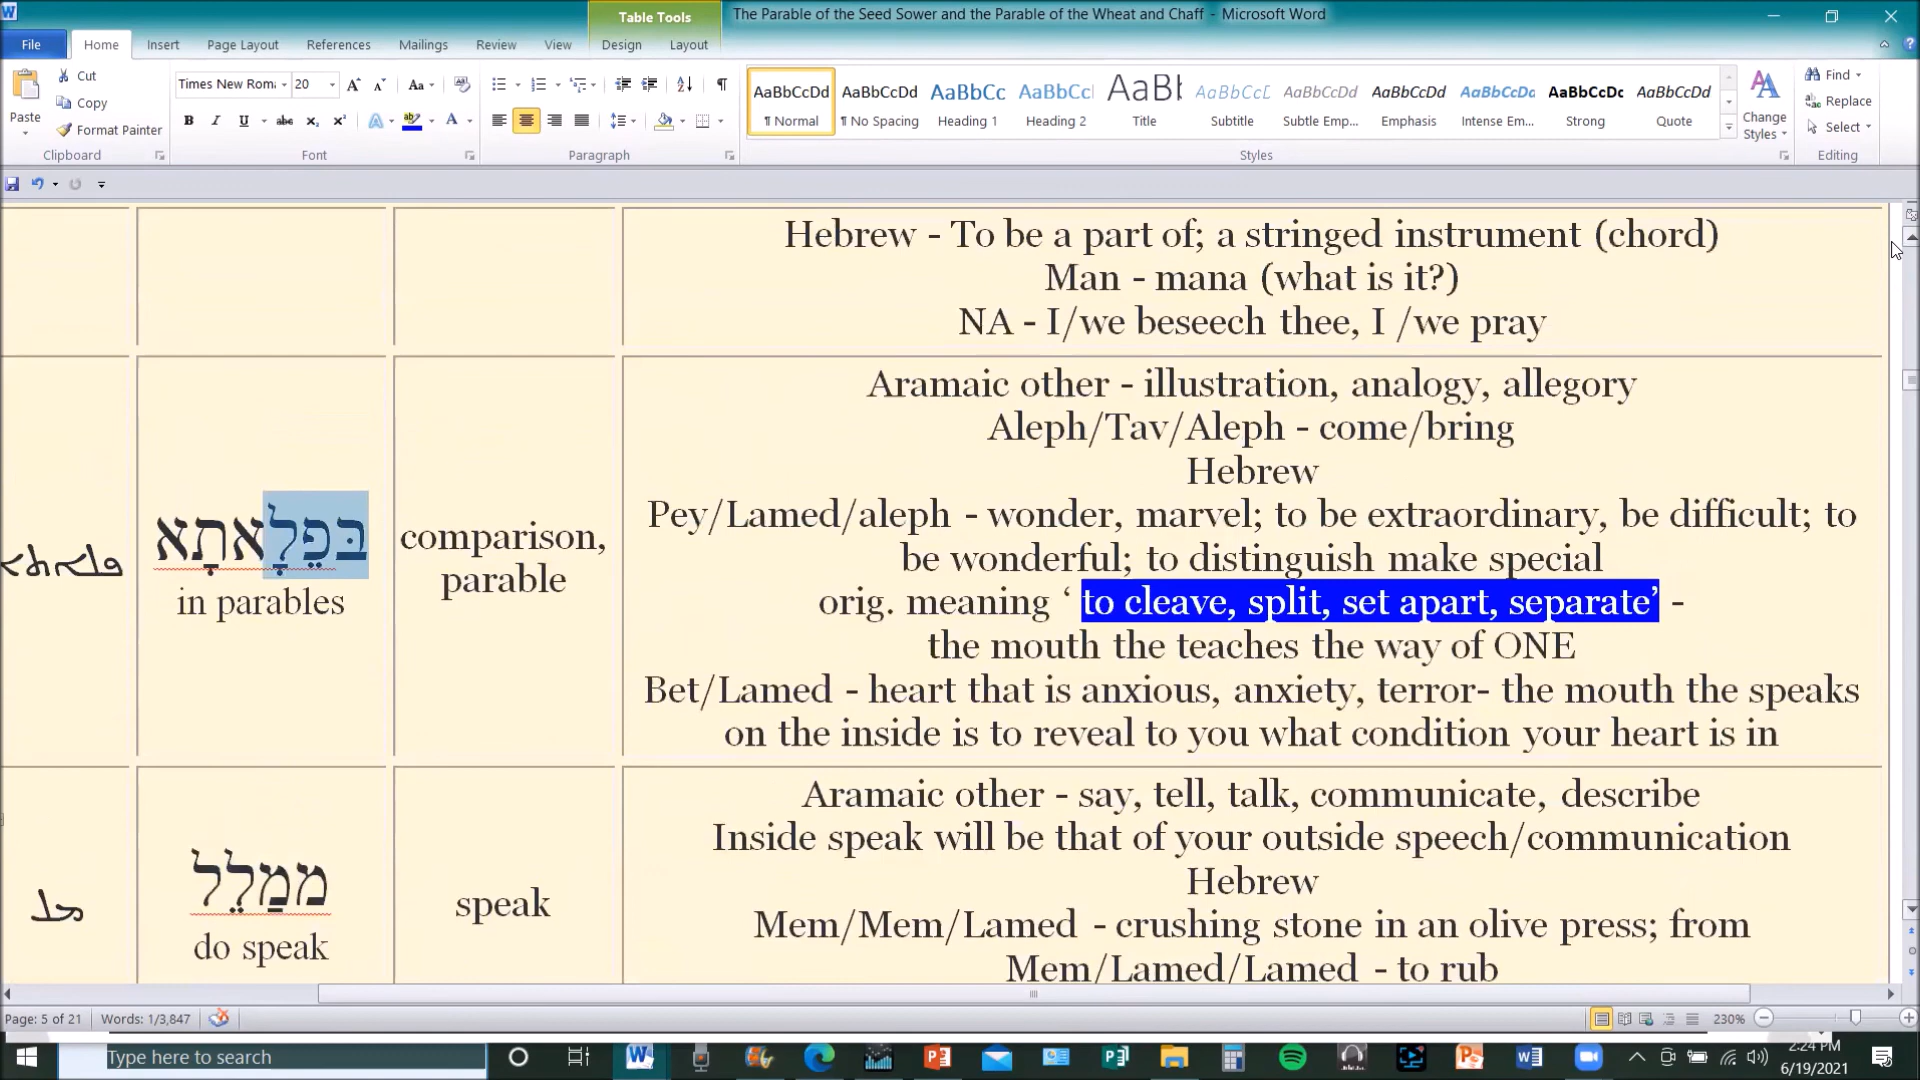 Table Tools
The Parable of the Seed Sower and the Parable of the Wheat and Chaff - Microsoft Word
File Home Insert Page Layout References Mailings Review View Design Layout
Paste
Cut
Copy
Format Painter
Clipboard
Times New Roma 20
Font
Paragraph
AaBbCcDd AaBbCcDd AaBbCc AaBbCcI AaBI AaBbCcL AaBbCcDd AaBbCcDd AaBbCcDd AaBbCcDc AaBbCcDd
¶ Normal ¶ No Spacing Heading 1 Heading 2 Title Subtitle Subtle Emp... Emphasis Intense Em... Strong Quote
Styles
Change Styles
Find
Replace
Select
Editing
Hebrew - To be a part of; a stringed instrument (chord)
Man - mana (what is it?)
NA - I/we beseech thee, I /we pray
ܦܠܐܬܐ
בּפֵּלָאתָא
in parables
comparison,
parable
Aramaic other - illustration, analogy, allegory
Aleph/Tav/Aleph - come/bring
Hebrew
Pey/Lamed/aleph - wonder, marvel; to be extraordinary, be difficult; to
be wonderful; to distinguish make special
orig. meaning ‘ to cleave, split, set apart, separate’ -
the mouth the teaches the way of ONE
Bet/Lamed - heart that is anxious, anxiety, terror- the mouth the speaks
on the inside is to reveal to you what condition your heart is in
ܡܠ
ממַלֵל
do speak
speak
Aramaic other - say, tell, talk, communicate, describe
Inside speak will be that of your outside speech/communication
Hebrew
Mem/Mem/Lamed - crushing stone in an olive press; from
Mem/Lamed/Lamed - to rub
Page: 5 of 21 Words: 1/3,847 230%
Type here to search
2:24 PM
6/19/2021